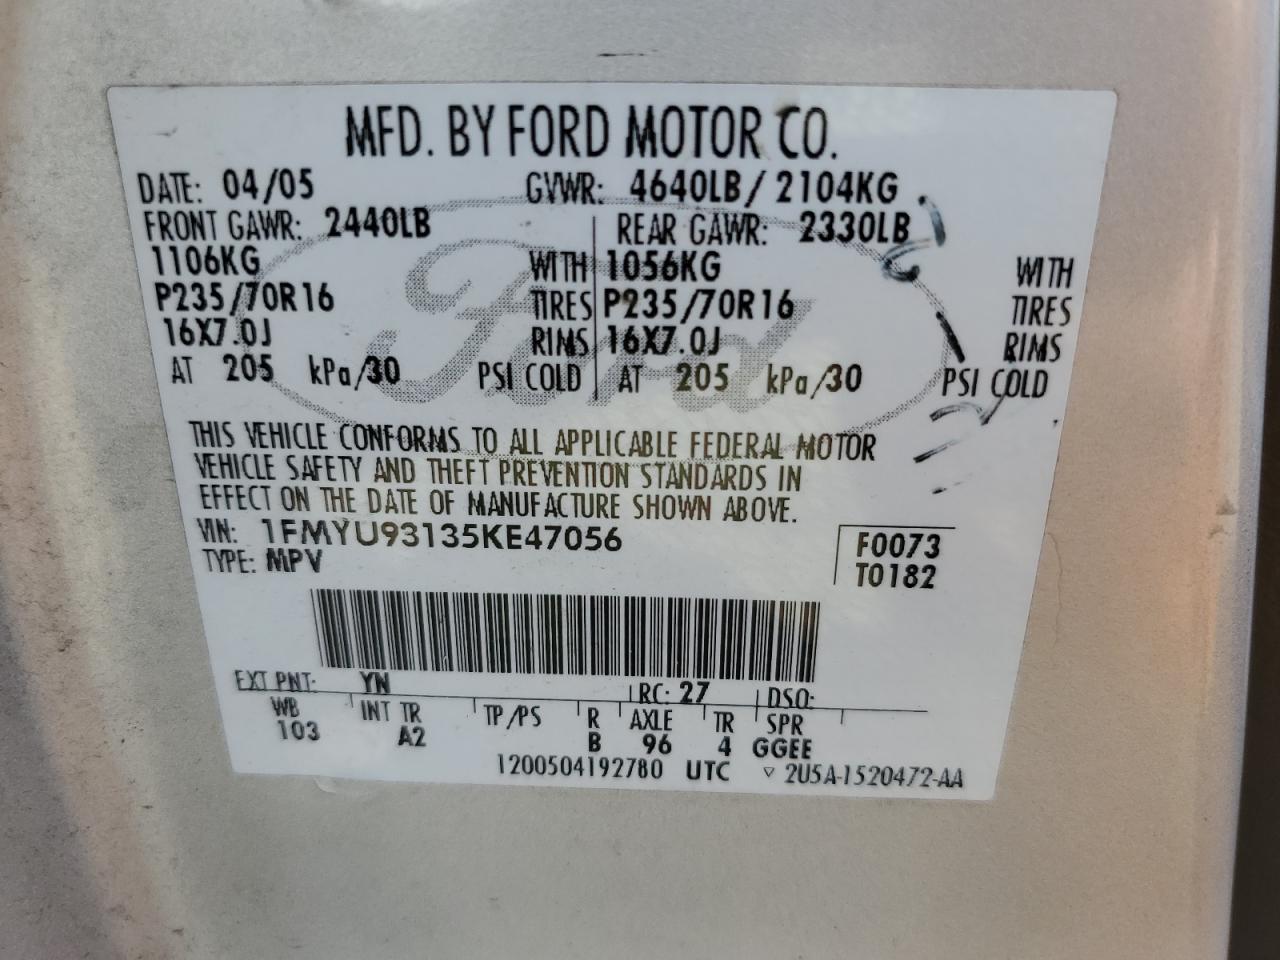 MFD. BY FORD MOTOR CO.
DATE: 04/05 GVWR: 4640LB/ 2104KG
FRONT GAWR: 2440LB REAR GAWR: 2330LB
1106KG WITH 1056KG WITH
P235/70R16 TIRES P235/70R16 TIRES
16X7.0J RIMS 16X7.0J RIMS
AT 205 kPa/30 PSI COLD AT 205 kPa/30 PSI COLD
Ford
THIS VEHICLE CONFORMS TO ALL APPLICABLE FEDERAL MOTOR
VEHICLE SAFETY AND THEFT PREVENTION STANDARDS IN
EFFECT ON THE DATE OF MANUFACTURE SHOWN ABOVE.
VIN: 1FMYU93135KE47056 F0073
TYPE: MPV T0182
EXT PNT: YN RC: 27 DSO:
WB INT TR TP/PS R AXLE TR SPR
103 A2 B 96 4 GGEE
1200504192780 UTC ▽ 2U5A-1520472-AA